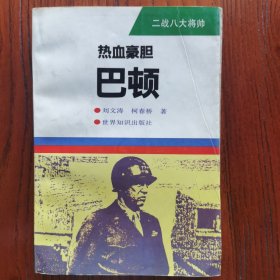 二战八大将帅
热血豪胆
巴顿
●刘文涛 柯春桥 著
●世界知识出版社